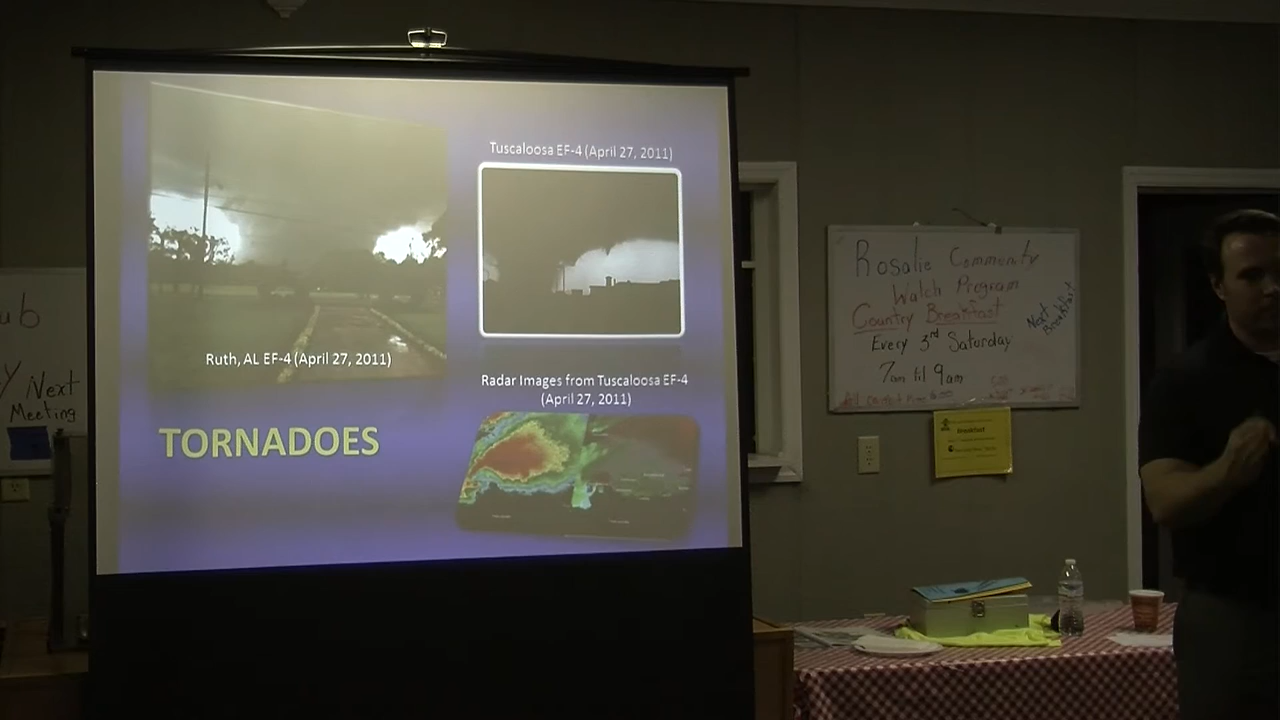 Tuscaloosa EF-4 (April 27, 2011)
Ruth, AL EF-4 (April 27, 2011)
Radar Images from Tuscaloosa EF-4
(April 27, 2011)
TORNADOES
ub
Y Next
Meeting
Rosalie Community
Watch Program
Country Breakfast
Every 3rd Saturday
7am til 9am
Next
Breakfast
Breakfast